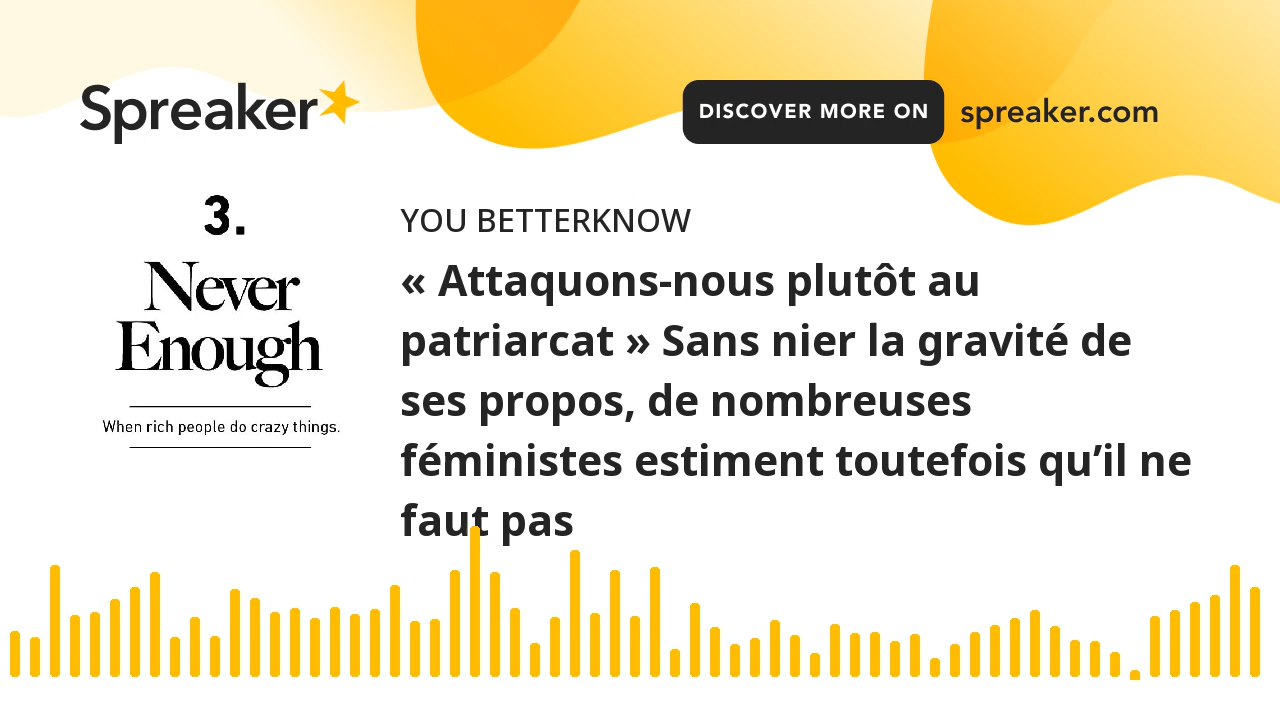 Spreaker
DISCOVER MORE ON
spreaker.com
3.
Never
Enough
When rich people do crazy things.
YOU BETTERKNOW
« Attaquons-nous plutôt au
patriarcat » Sans nier la gravité de
ses propos, de nombreuses
féministes estiment toutefois qu’il ne
faut pas